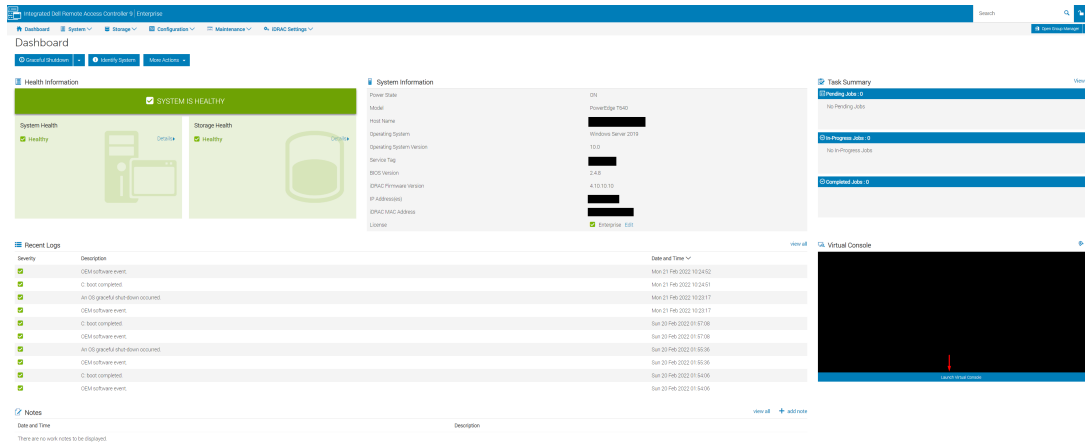 Integrated Dell Remote Access Controller 9 | Enterprise
Search
Dashboard System Storage Configuration Maintenance iDRAC Settings
Open Group Manager
Dashboard
Graceful Shutdown Identify System More Actions
Health Information
SYSTEM IS HEALTHY
System Health
Healthy
Details
Storage Health
Healthy
Details
System Information
Power State ON
Model PowerEdge T640
Host Name
Operating System Windows Server 2019
Operating System Version 10.0
Service Tag
BIOS Version 2.4.8
iDRAC Firmware Version 4.10.10.10
IP Address(es)
iDRAC MAC Address
License Enterprise Edit
Task Summary
View
Pending Jobs : 0
No Pending Jobs
In-Progress Jobs : 0
No In-Progress Jobs
Completed Jobs : 0
Recent Logs
view all
Severity Description Date and Time
OEM software event. Mon 21 Feb 2022 10:24:52
C: boot completed. Mon 21 Feb 2022 10:24:51
An OS graceful shut-down occurred. Mon 21 Feb 2022 10:23:17
OEM software event. Mon 21 Feb 2022 10:23:17
C: boot completed. Sun 20 Feb 2022 01:57:08
OEM software event. Sun 20 Feb 2022 01:57:08
An OS graceful shut-down occurred. Sun 20 Feb 2022 01:55:36
OEM software event. Sun 20 Feb 2022 01:55:36
C: boot completed. Sun 20 Feb 2022 01:54:06
OEM software event. Sun 20 Feb 2022 01:54:06
Virtual Console
Launch Virtual Console
Notes
view all + add note
Date and Time Description
There are no work notes to be displayed.